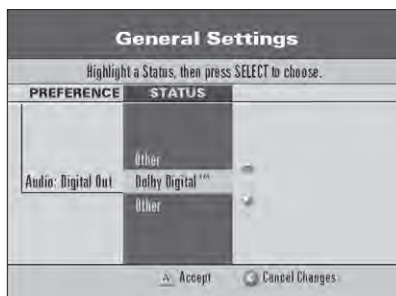 General Settings
Highlight a Status, then press SELECT to choose.
PREFERENCE STATUS
Other
Audio: Digital Out Dolby Digital™
Other
A Accept Cancel Changes